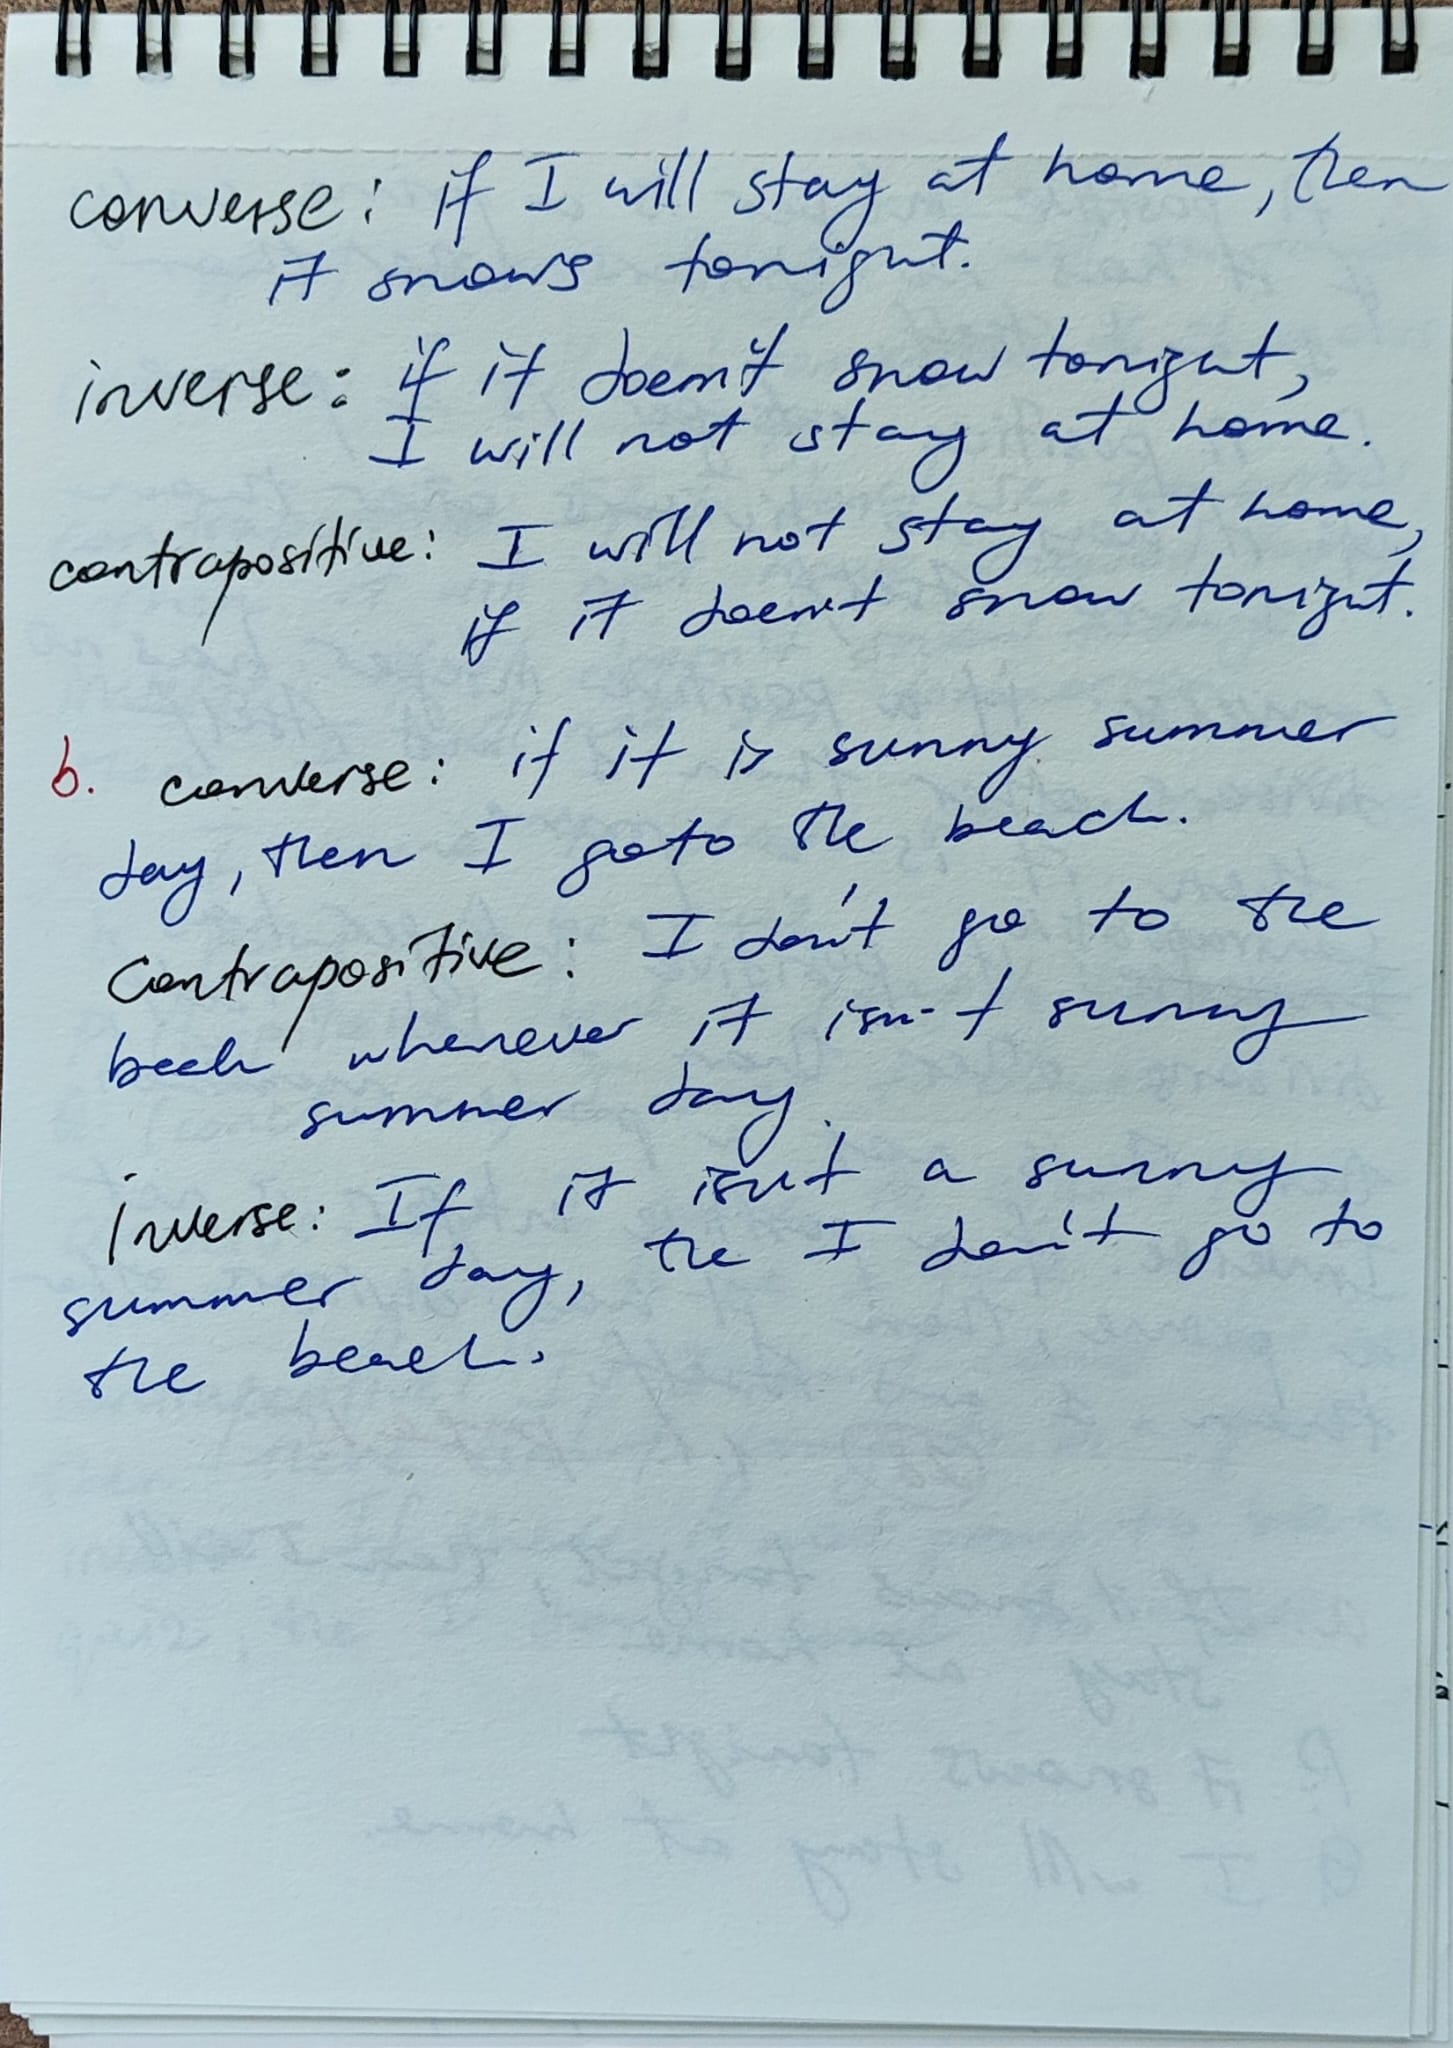 converse: if I will stay at home, then
it snows tonight.
inverse: if it doesn't snow tonight,
I will not stay at home.
contrapositive: I will not stay at home,
if it doesn't snow tonight.
b. converse: if it is sunny summer
day, then I go to the beach.
Contrapositive: I don't go to the
beech whenever it isn't sunny
summer day.
inverse: If it isn't a sunny
summer day, the I don't go to
the beach.